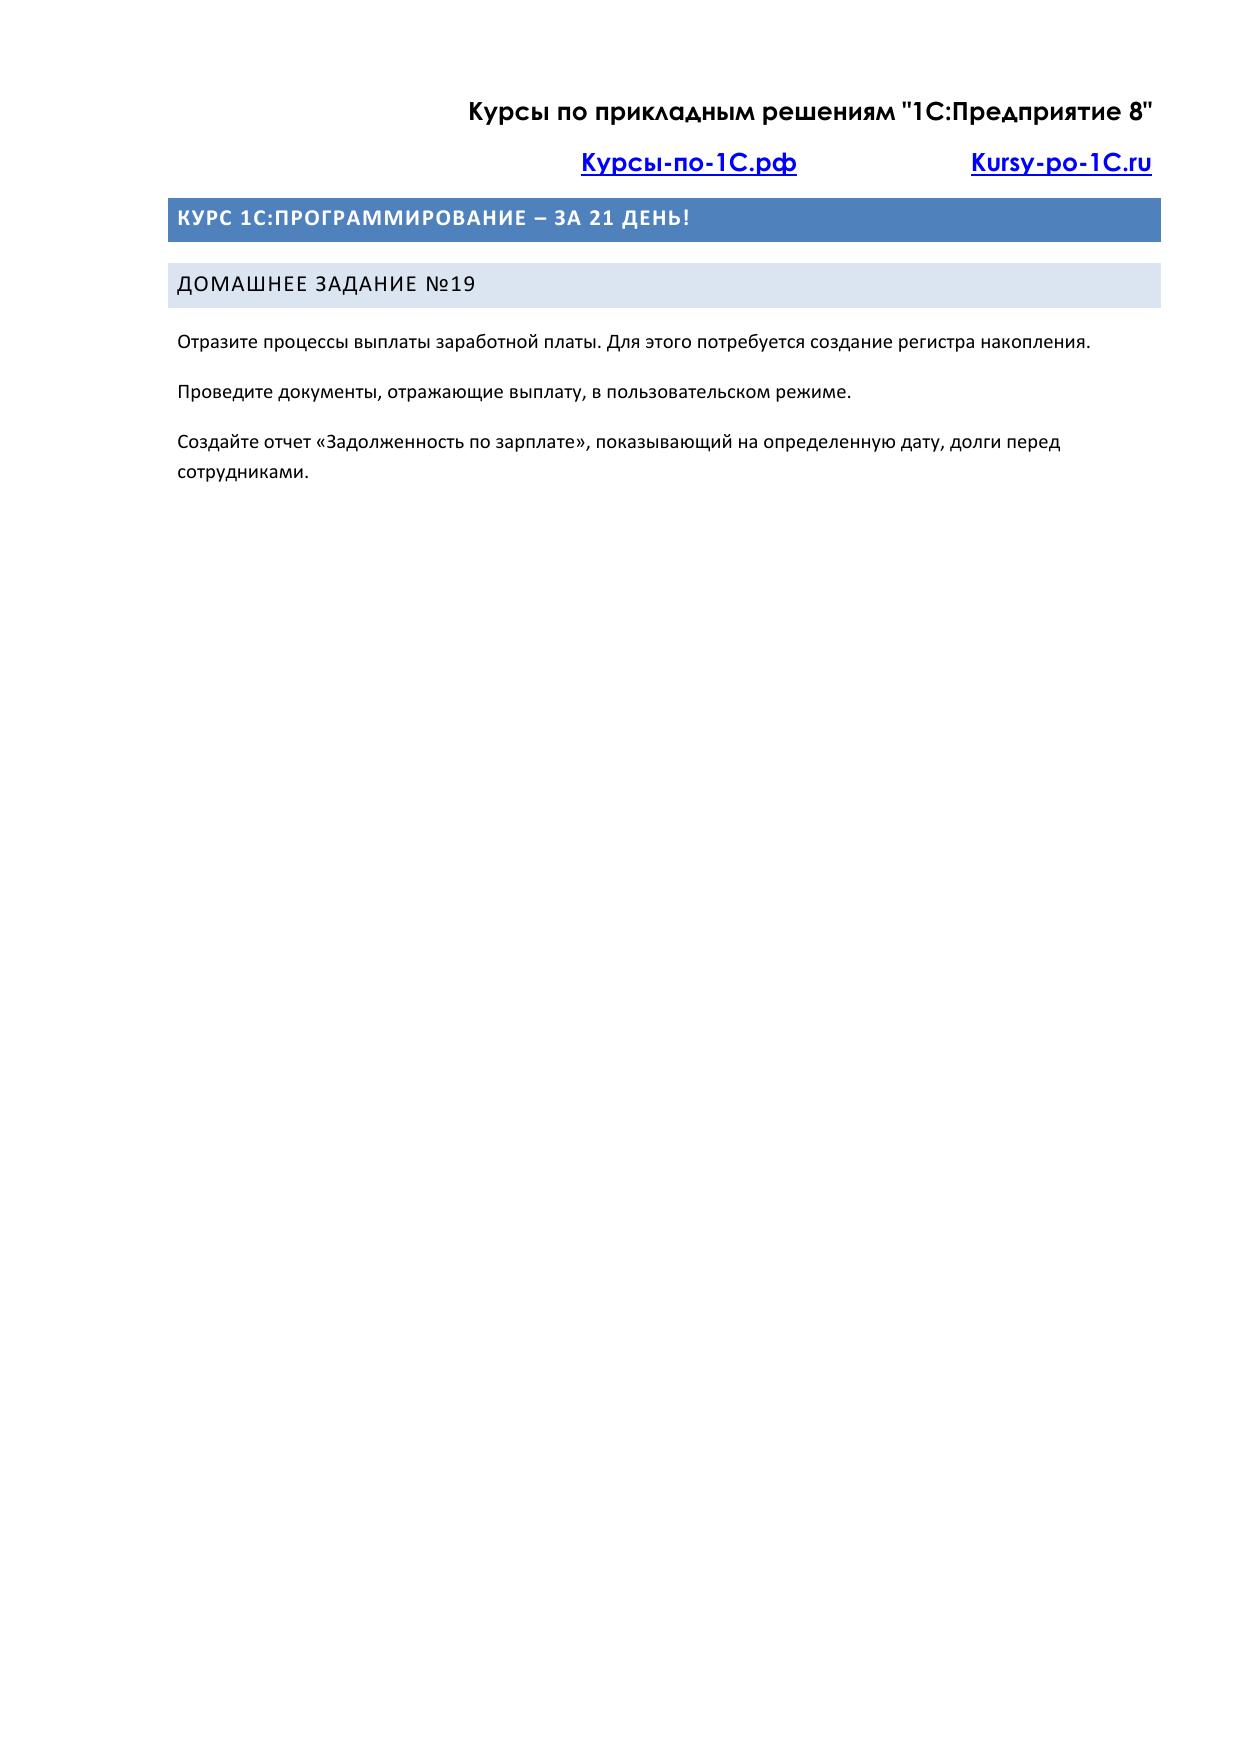 Курсы по прикладным решениям "1С:Предприятие 8"
Курсы-по-1С.рф Kursy-po-1C.ru
КУРС 1С:ПРОГРАММИРОВАНИЕ – ЗА 21 ДЕНЬ!
ДОМАШНЕЕ ЗАДАНИЕ №19
Отразите процессы выплаты заработной платы. Для этого потребуется создание регистра накопления.
Проведите документы, отражающие выплату, в пользовательском режиме.
Создайте отчет «Задолженность по зарплате», показывающий на определенную дату, долги перед
сотрудниками.